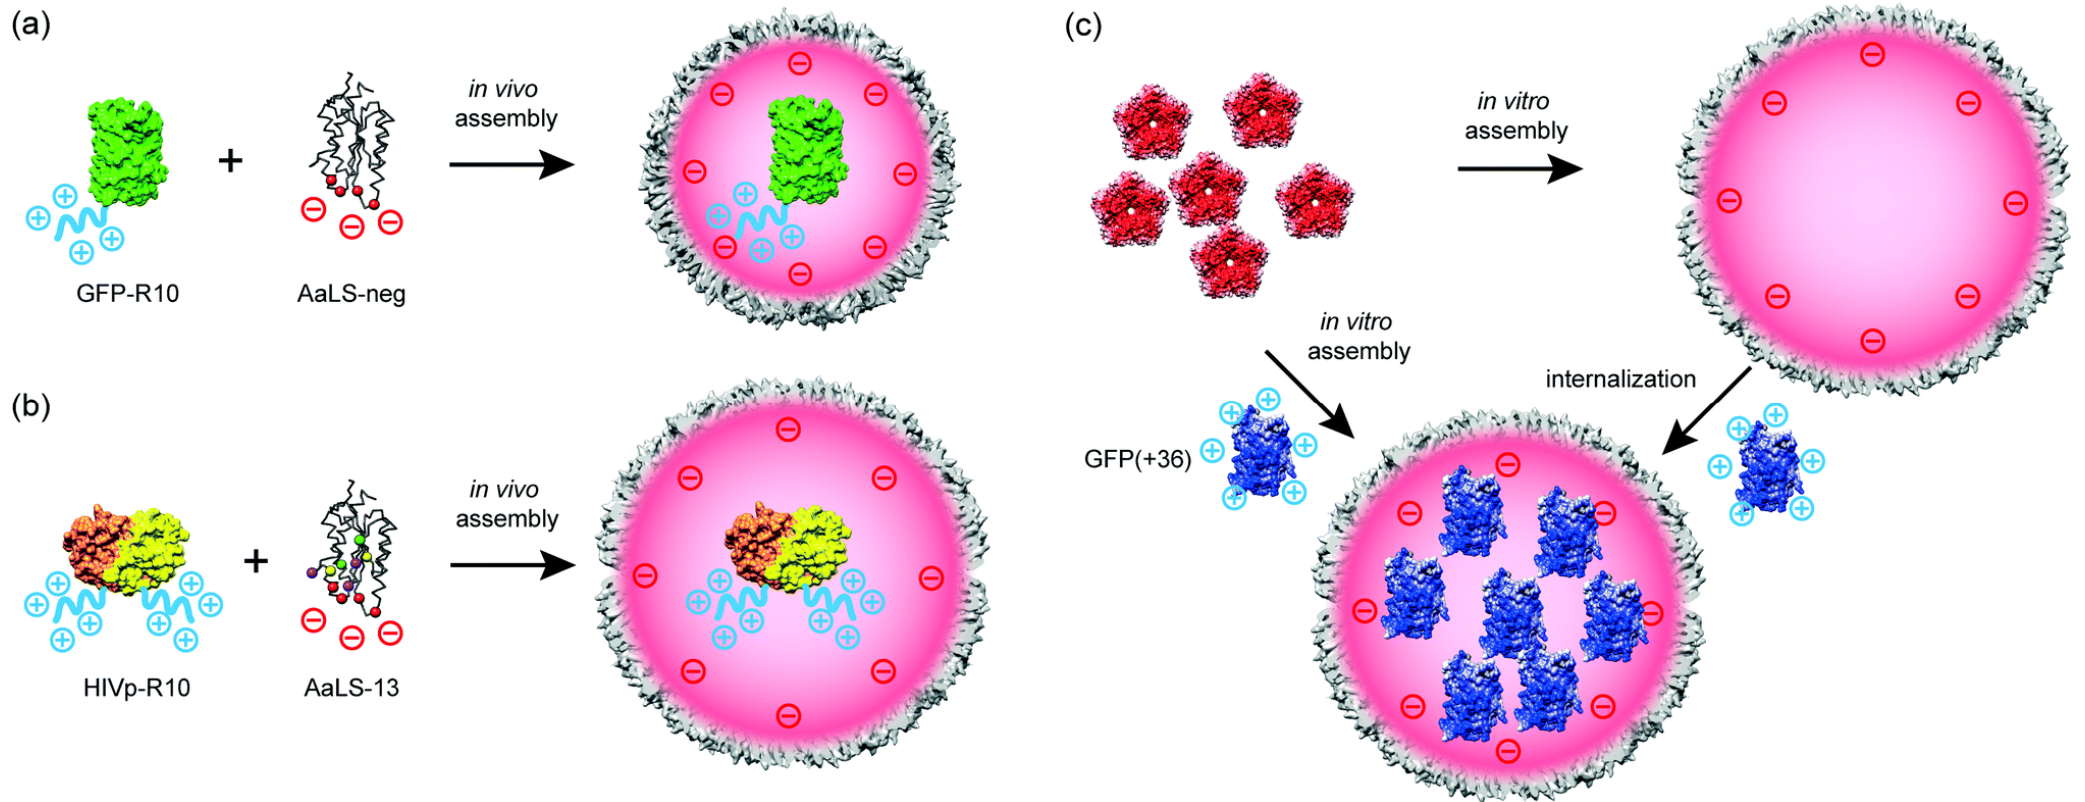 (a)
in vivo
assembly
+
GFP-R10
AaLS-neg
(b)
in vivo
assembly
+
HIVp-R10
AaLS-13
(c)
in vitro
assembly
in vitro
assembly
internalization
GFP(+36)